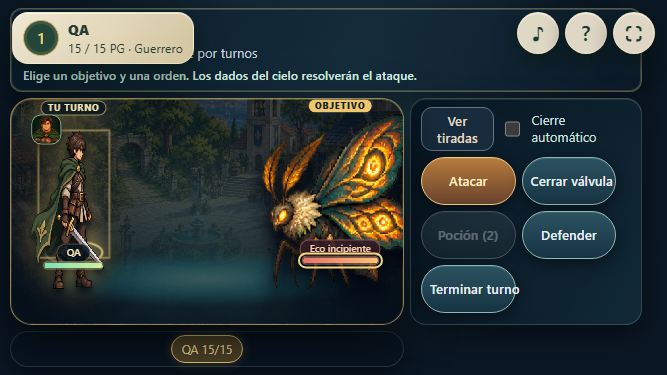 1
QA
15 / 15 PG · Guerrero
por turnos
Elige un objetivo y una orden. Los dados del cielo resolverán el ataque.
♪
?
TU TURNO
OBJETIVO
QA
Eco incipiente
Ver tiradas
Cierre automático
Atacar
Cerrar válvula
Poción (2)
Defender
Terminar turno
QA 15/15